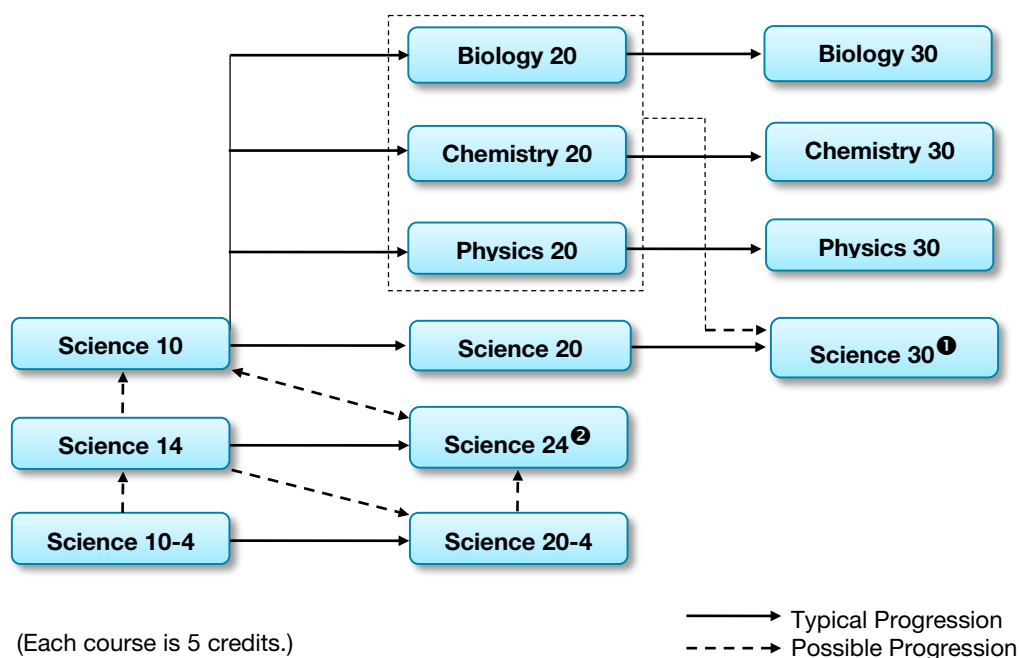 Biology 20
Biology 30
Chemistry 20
Chemistry 30
Physics 20
Physics 30
Science 10
Science 20
Science 30❶
Science 14
Science 24❷
Science 10-4
Science 20-4
(Each course is 5 credits.)
Typical Progression
Possible Progression